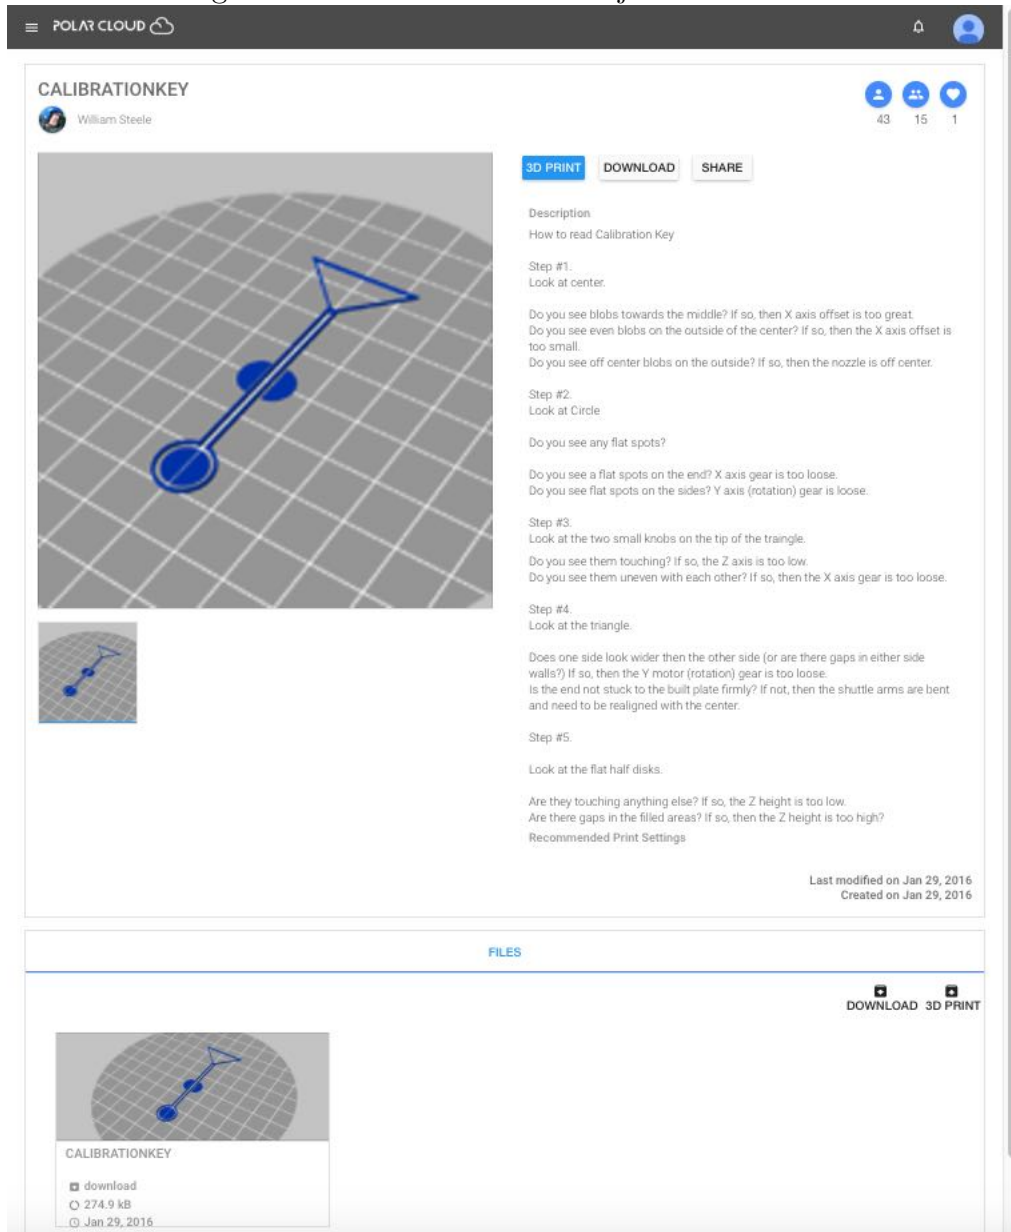 POLAR CLOUD
CALIBRATIONKEY
William Steele
43 15 1
3D PRINT DOWNLOAD SHARE
Description
How to read Calibration Key
Step #1.
Look at center.
Do you see blobs towards the middle? If so, then X axis offset is too great.
Do you see even blobs on the outside of the center? If so, then the X axis offset is
too small.
Do you see off center blobs on the outside? If so, then the nozzle is off center.
Step #2.
Look at Circle
Do you see any flat spots?
Do you see a flat spots on the end? X axis gear is too loose.
Do you see flat spots on the sides? Y axis (rotation) gear is loose.
Step #3.
Look at the two small knobs on the tip of the traingle.
Do you see them touching? If so, the Z axis is too low.
Do you see them uneven with each other? If so, then the X axis gear is too loose.
Step #4.
Look at the triangle.
Does one side look wider then the other side (or are there gaps in either side
walls?) If so, then the Y motor (rotation) gear is too loose.
Is the end not stuck to the built plate firmly? If not, then the shuttle arms are bent
and need to be realigned with the center.
Step #5.
Look at the flat half disks.
Are they touching anything else? If so, the Z height is too low.
Are there gaps in the filled areas? If so, then the Z height is too high?
Recommended Print Settings
Last modified on Jan 29, 2016
Created on Jan 29, 2016
FILES
DOWNLOAD 3D PRINT
CALIBRATIONKEY
download
274.9 kB
Jan 29, 2016